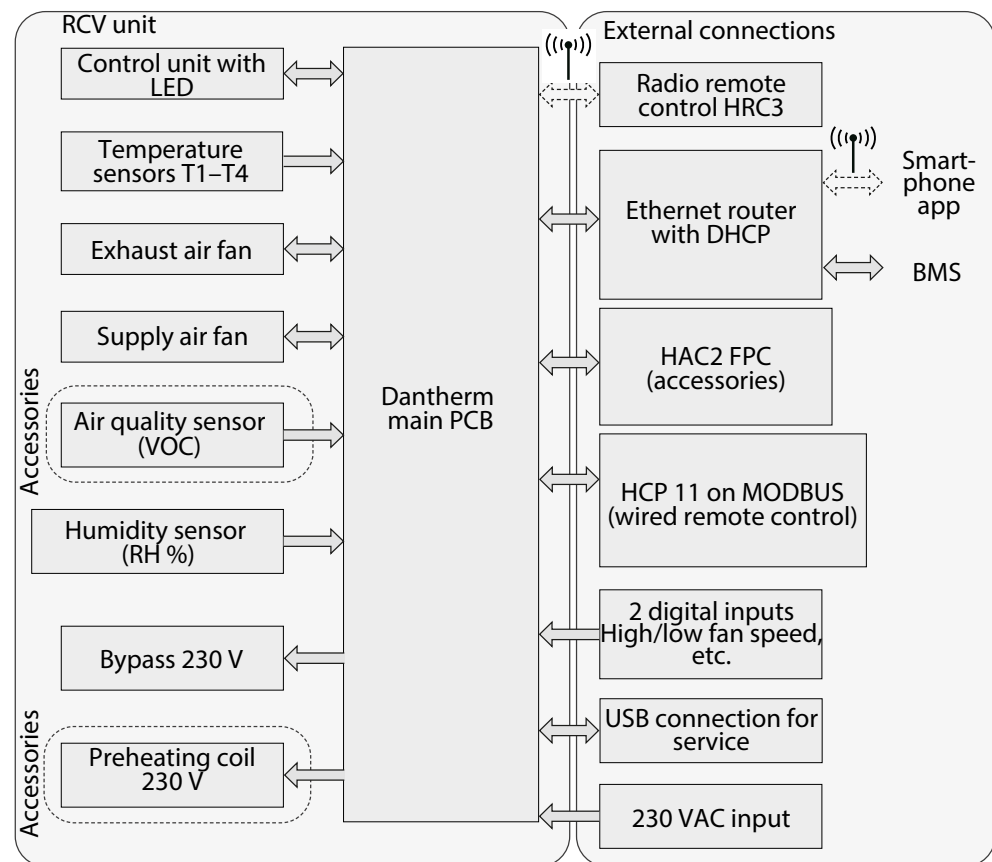 RCV unit
Control unit with
LED
Temperature
sensors T1–T4
Exhaust air fan
Supply air fan
Accessories
Air quality sensor
(VOC)
Humidity sensor
(RH %)
Bypass 230 V
Accessories
Preheating coil
230 V
Dantherm
main PCB
External connections
Radio remote
control HRC3
Ethernet router
with DHCP
Smart-
phone
app
BMS
HAC2 FPC
(accessories)
HCP 11 on MODBUS
(wired remote control)
2 digital inputs
High/low fan speed,
etc.
USB connection for
service
230 VAC input